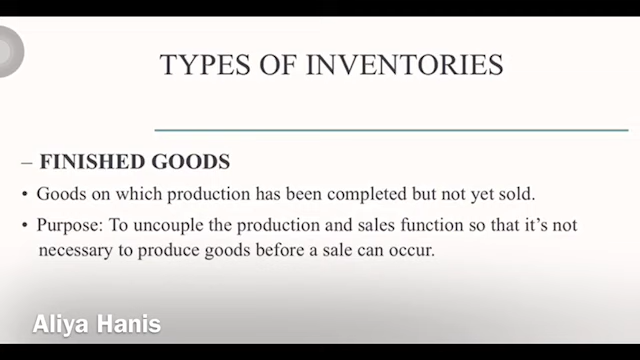 TYPES OF INVENTORIES
– FINISHED GOODS
• Goods on which production has been completed but not yet sold.
• Purpose: To uncouple the production and sales function so that it's not
necessary to produce goods before a sale can occur.
Aliya Hanis